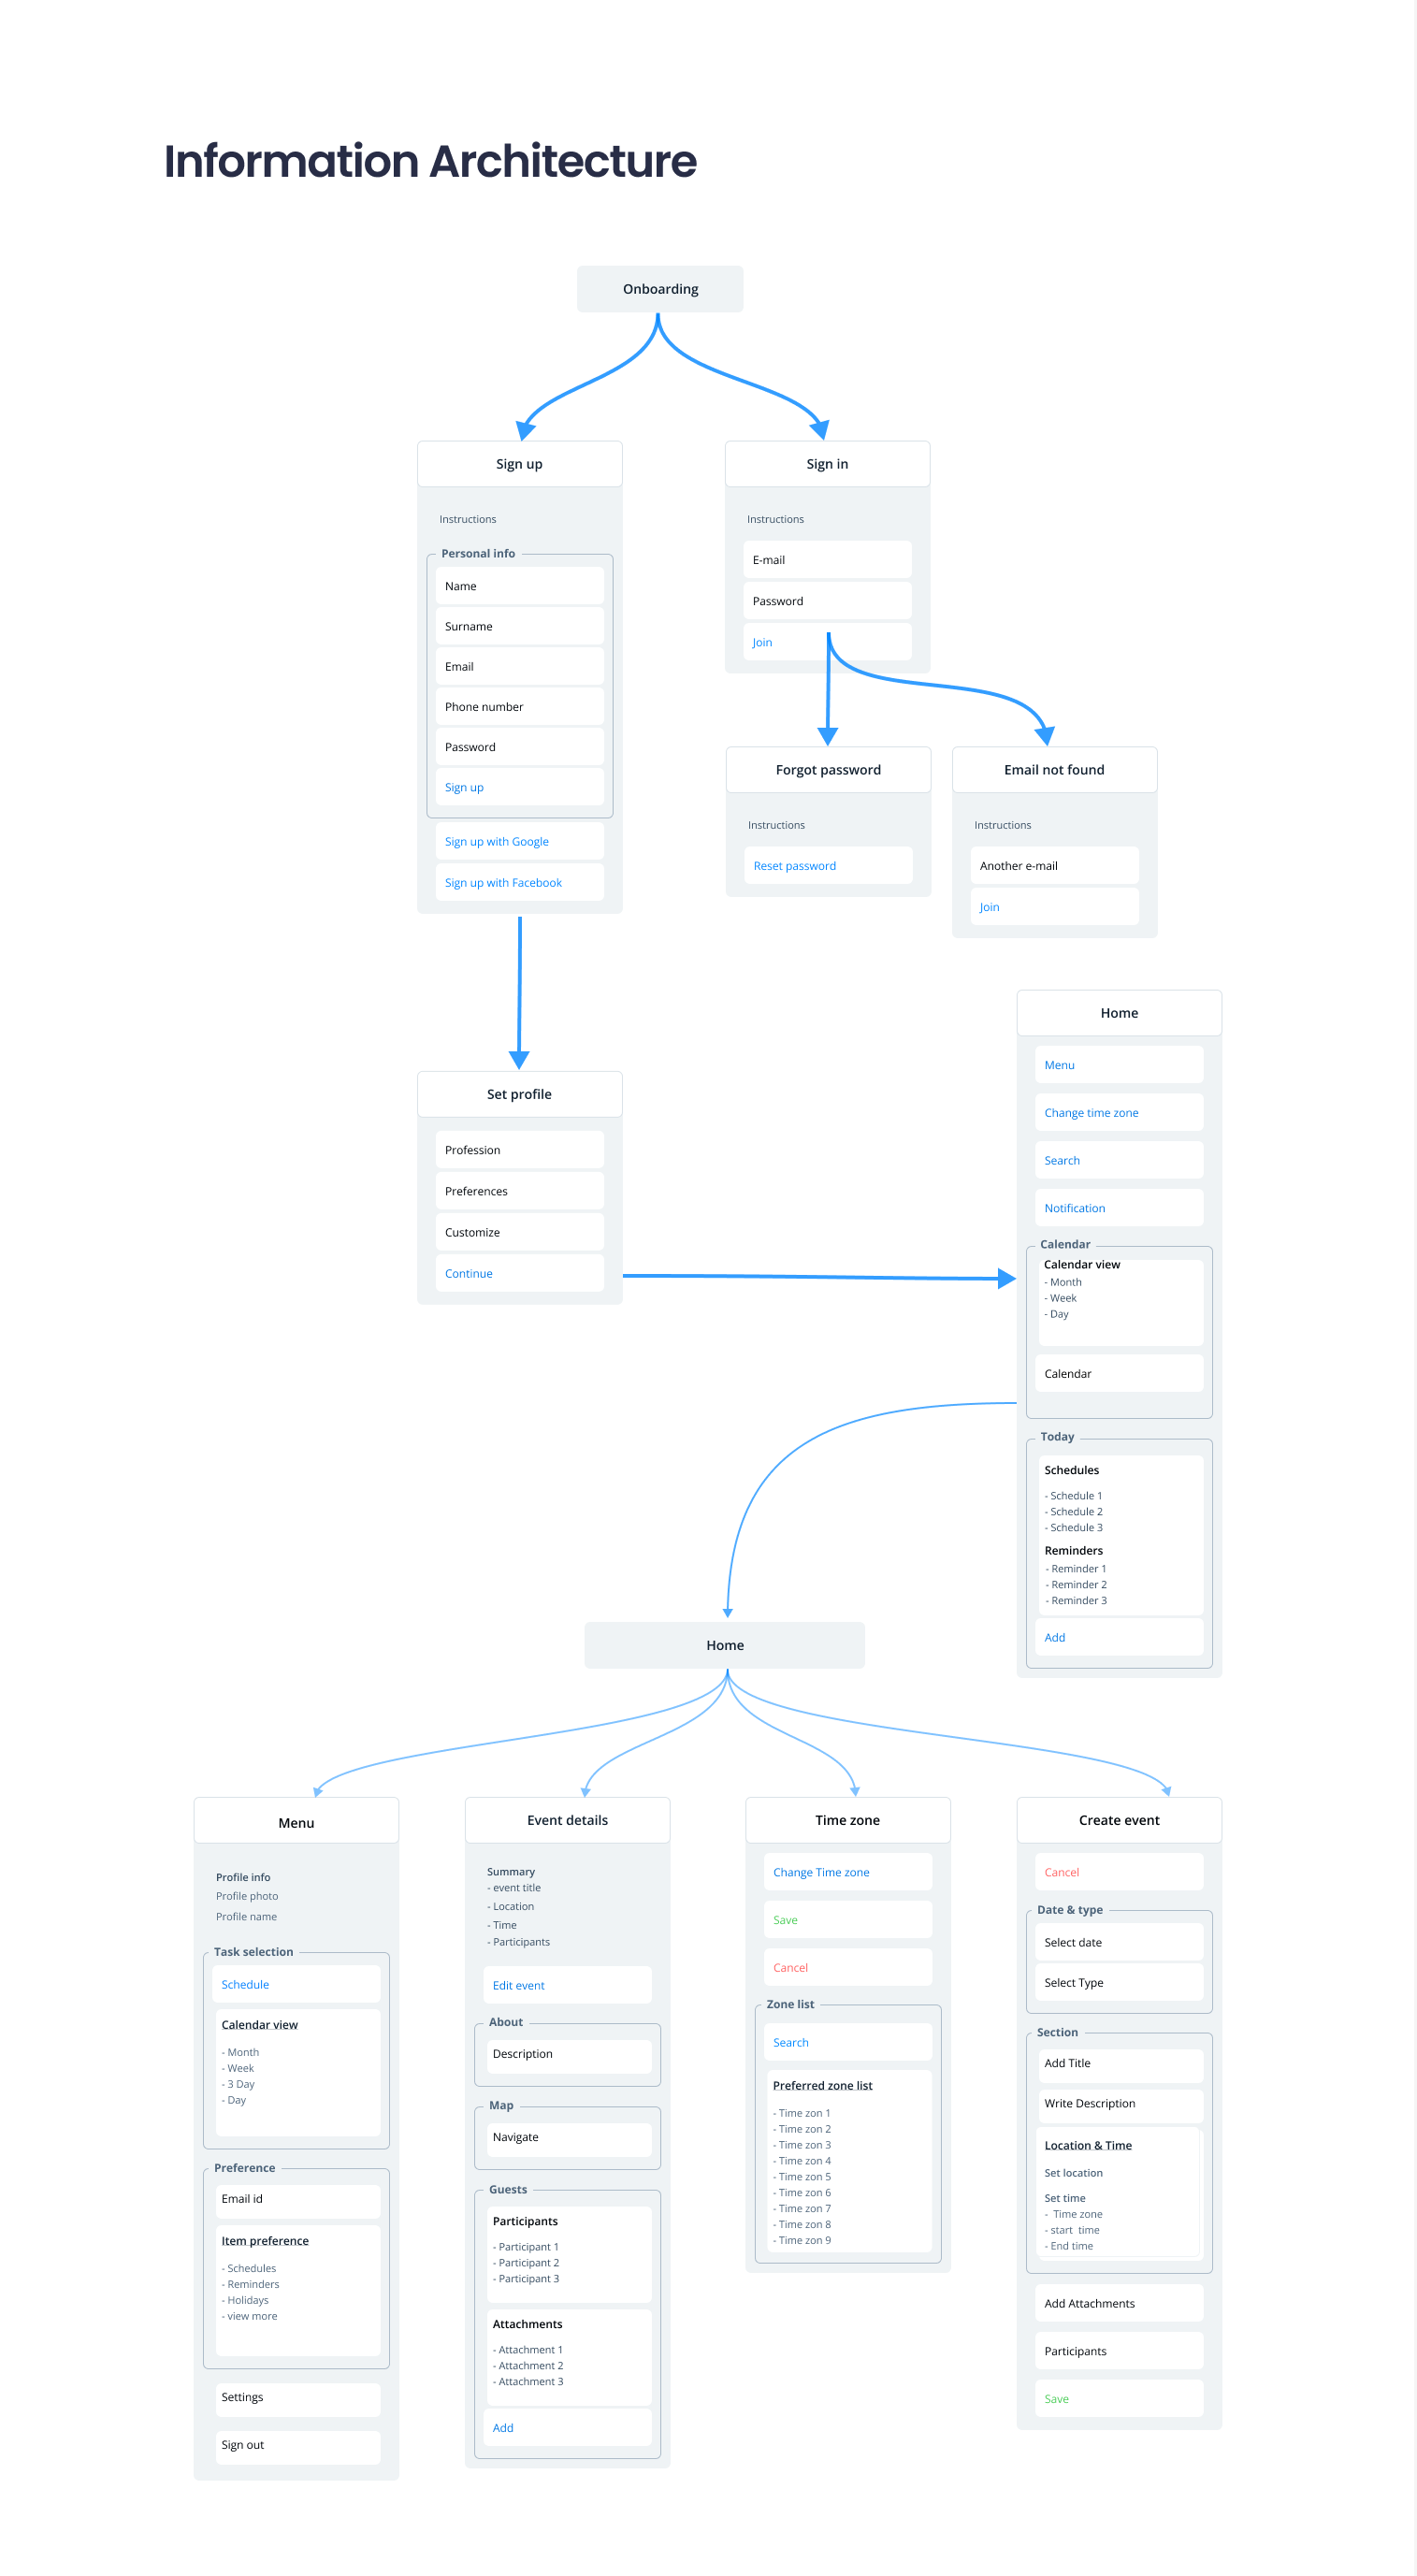 Information Architecture
Onboarding
Sign up
Instructions
Personal info
Name
Surname
Email
Phone number
Password
Sign up
Sign up with Google
Sign up with Facebook
Sign in
Instructions
E-mail
Password
Join
Forgot password
Instructions
Reset password
Email not found
Instructions
Another e-mail
Join
Set profile
Profession
Preferences
Customize
Continue
Home
Menu
Change time zone
Search
Notification
Calendar
Calendar view
- Month
- Week
- Day
Calendar
Today
Schedules
- Schedule 1
- Schedule 2
- Schedule 3
Reminders
- Reminder 1
- Reminder 2
- Reminder 3
Add
Home
Menu
Profile info
Profile photo
Profile name
Task selection
Schedule
Calendar view
- Month
- Week
- 3 Day
- Day
Preference
Email id
Item preference
- Schedules
- Reminders
- Holidays
- view more
Settings
Sign out
Event details
Summary
- event title
- Location
- Time
- Participants
Edit event
About
Description
Map
Navigate
Guests
Participants
- Participant 1
- Participant 2
- Participant 3
Attachments
- Attachment 1
- Attachment 2
- Attachment 3
Add
Time zone
Change Time zone
Save
Cancel
Zone list
Search
Preferred zone list
- Time zon 1
- Time zon 2
- Time zon 3
- Time zon 4
- Time zon 5
- Time zon 6
- Time zon 7
- Time zon 8
- Time zon 9
Create event
Cancel
Date & type
Select date
Select Type
Section
Add Title
Write Description
Location & Time
Set location
Set time
- Time zone
- start time
- End time
Add Attachments
Participants
Save